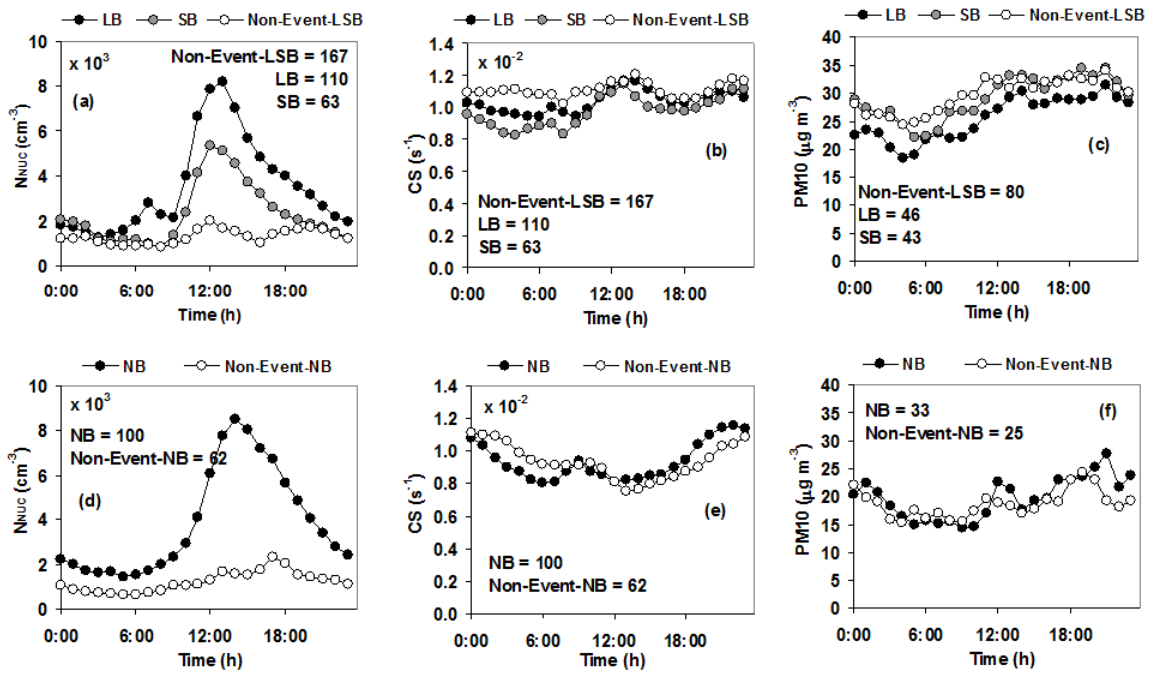 LB SB Non-Event-LSB
x 10³
Non-Event-LSB = 167
LB = 110
SB = 63
(a)
NNUC (cm⁻³)
10
8
6
4
2
0
0:00 6:00 12:00 18:00
Time (h)
LB SB Non-Event-LSB
x 10⁻²
(b)
Non-Event-LSB = 167
LB = 110
SB = 63
CS (s⁻¹)
1.4
1.2
1.0
0.8
0.6
0.4
0.2
0.0
0:00 6:00 12:00 18:00
Time (h)
LB SB Non-Event-LSB
(c)
Non-Event-LSB = 80
LB = 46
SB = 43
PM10 (µg m⁻³)
40
35
30
25
20
15
10
5
0
0:00 6:00 12:00 18:00
Time (h)
NB Non-Event-NB
x 10³
NB = 100
Non-Event-NB = 62
(d)
NNUC (cm⁻³)
10
8
6
4
2
0
0:00 6:00 12:00 18:00
Time (h)
NB Non-Event-NB
x 10⁻²
(e)
NB = 100
Non-Event-NB = 62
CS (s⁻¹)
1.4
1.2
1.0
0.8
0.6
0.4
0.2
0.0
0:00 6:00 12:00 18:00
Time (h)
NB Non-Event-NB
NB = 33
Non-Event-NB = 25
(f)
PM10 (µg m⁻³)
40
35
30
25
20
15
10
5
0
0:00 6:00 12:00 18:00
Time (h)